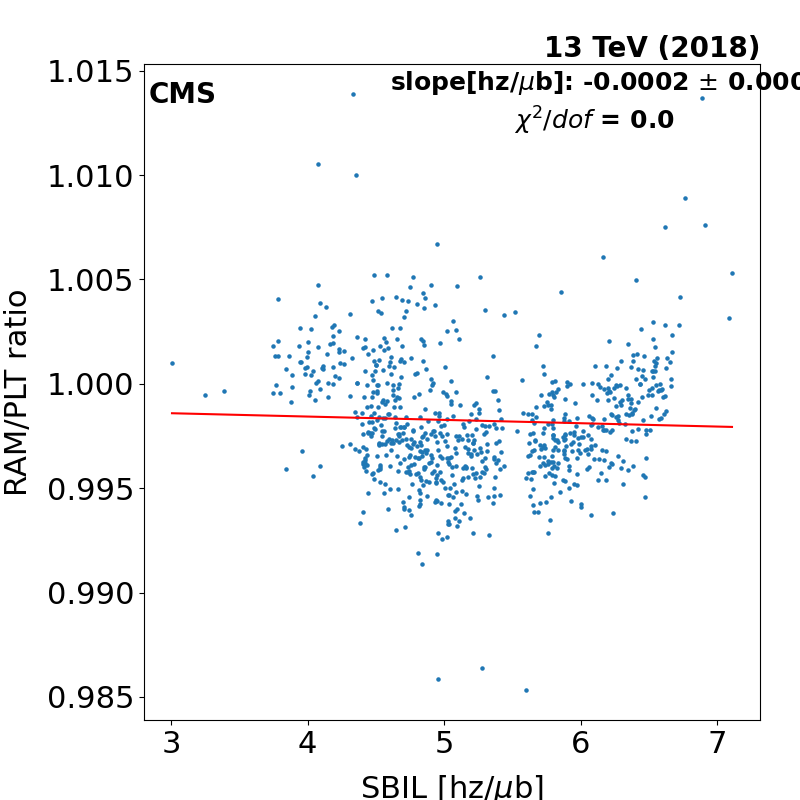 13 TeV (2018)
CMS
slope[hz/μb]: -0.0002 ± 0.000
χ²/dof = 0.0
1.015
1.010
1.005
1.000
0.995
0.990
0.985
RAM/PLT ratio
3 4 5 6 7
SBIL [hz/μb]